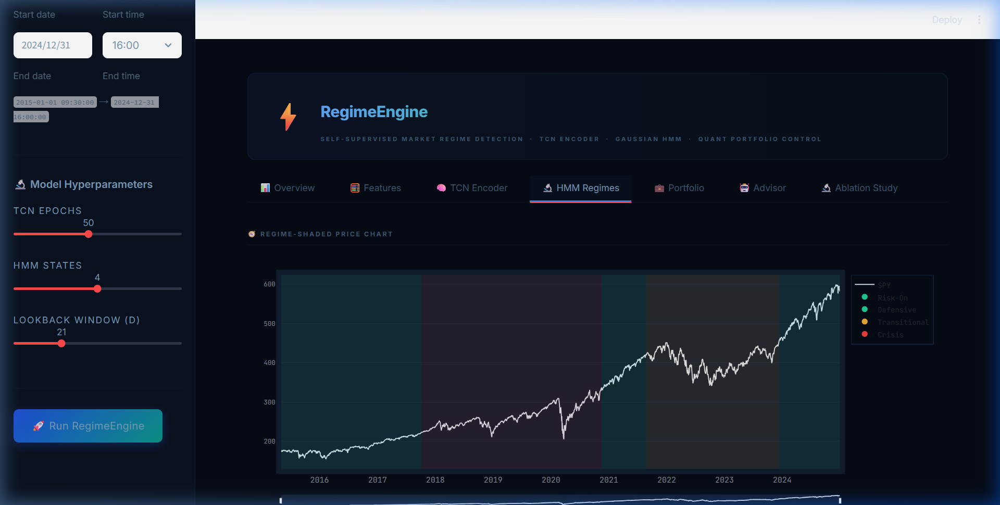 Start date
Start time
2024/12/31
16:00
End date
End time
2015-01-01 09:30:00 → 2024-12-31
16:00:00
Model Hyperparameters
TCN EPOCHS
50
HMM STATES
4
LOOKBACK WINDOW (D)
21
Run RegimeEngine
Deploy
RegimeEngine
SELF-SUPERVISED MARKET REGIME DETECTION · TCN ENCODER · GAUSSIAN HMM · QUANT PORTFOLIO CONTROL
Overview
Features
TCN Encoder
HMM Regimes
Portfolio
Advisor
Ablation Study
REGIME-SHADED PRICE CHART
600
500
400
300
200
2016
2017
2018
2019
2020
2021
2022
2023
2024
SPY
Risk-On
Defensive
Transitional
Crisis